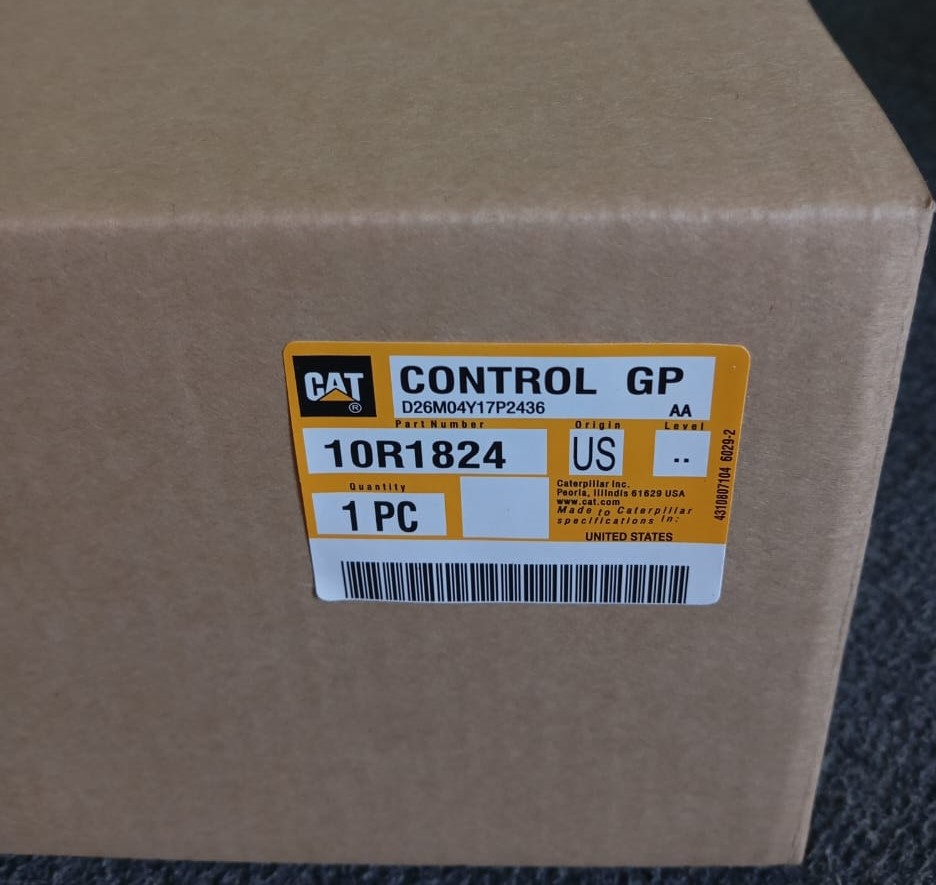 CAT®
CONTROL GP
D26M04Y17P2436 AA
Part Number Origin Level
10R1824 US ..
Quantity
1 PC
Caterpillar Inc.
Peoria, Illindis 61629 USA
www.cat.com
Made to Caterpillar
specifications in:
UNITED STATES
4310807104 6029-2